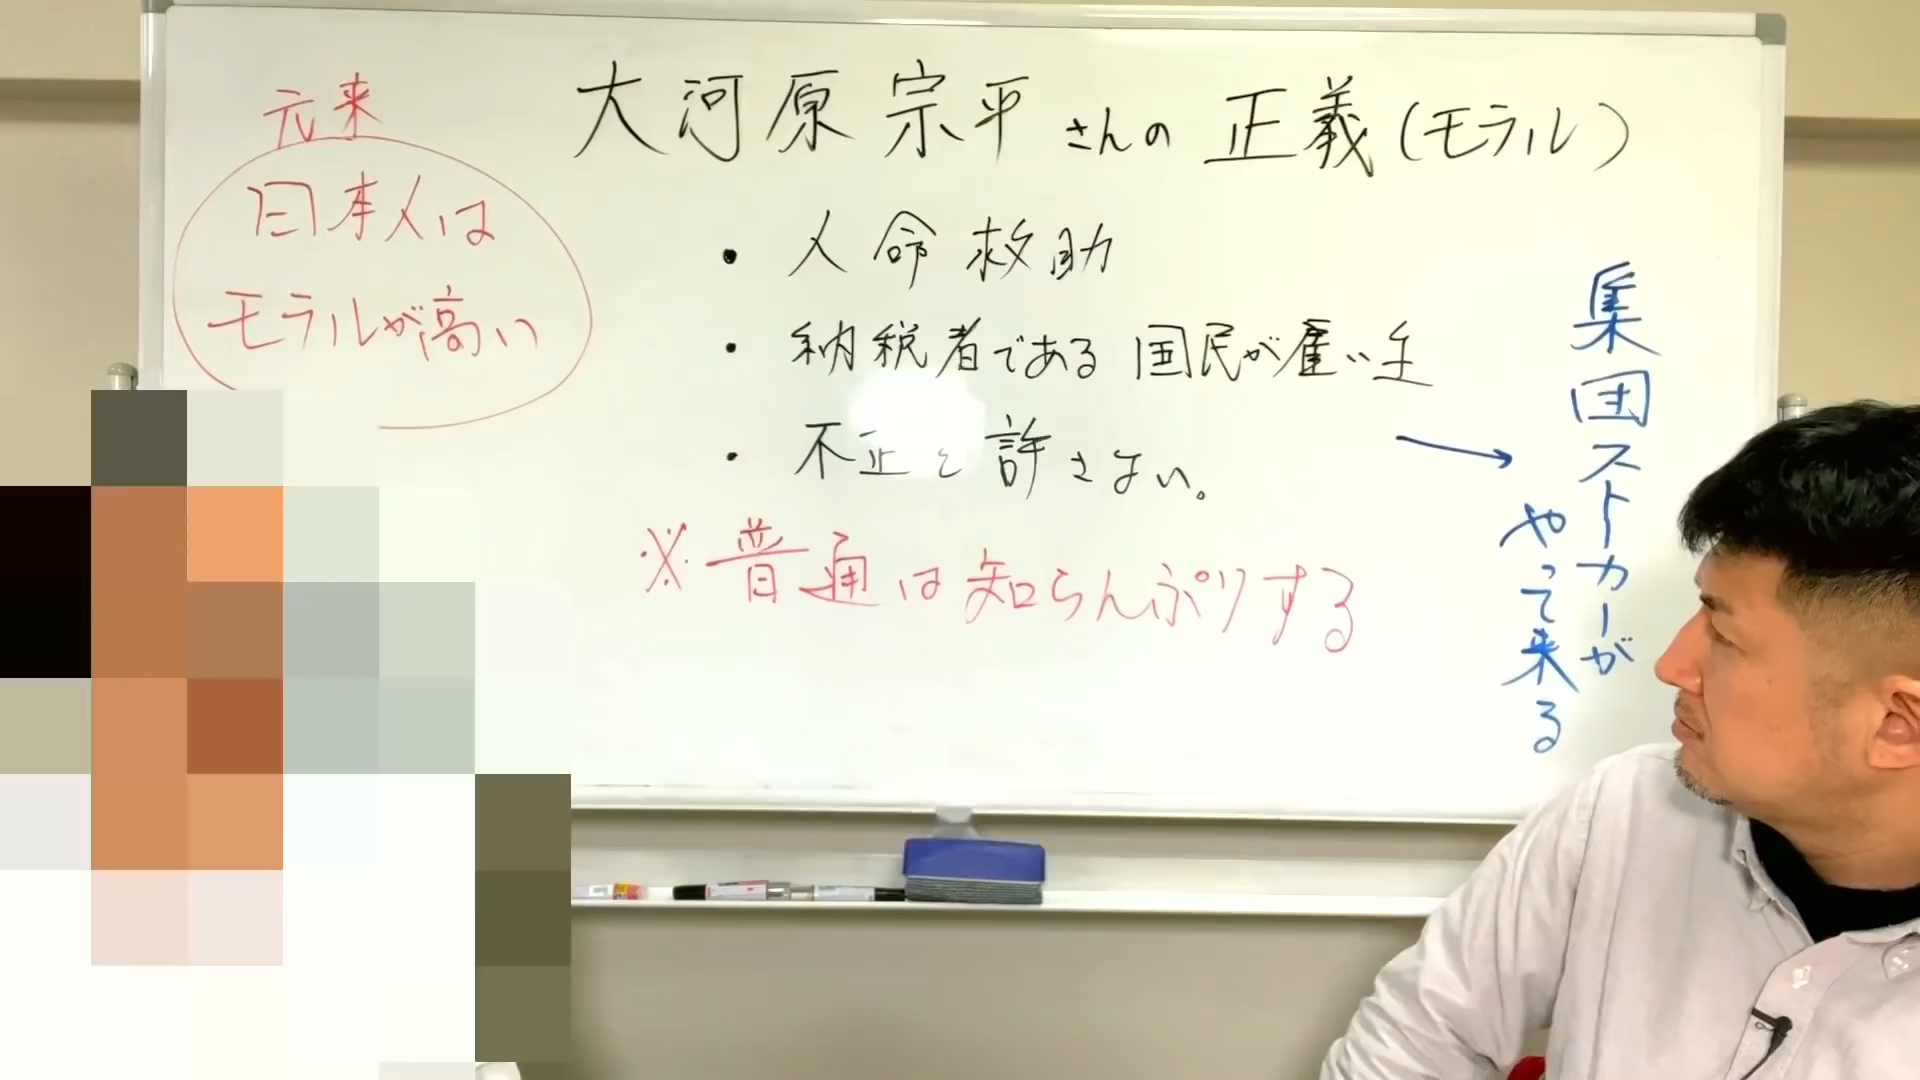 大河原宗平さんの正義(モラル)
元来
日本人は
モラルが高い
・人命救助
・納税者である国民が雇い主
・不正を許さない。
※普通は知らんぷりする
→
集団ストーカーが
やって来る